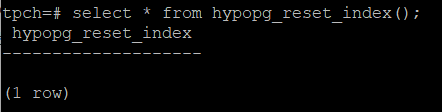 tpch=# select * from hypopg_reset_index();
 hypopg_reset_index
--------------------

(1 row)